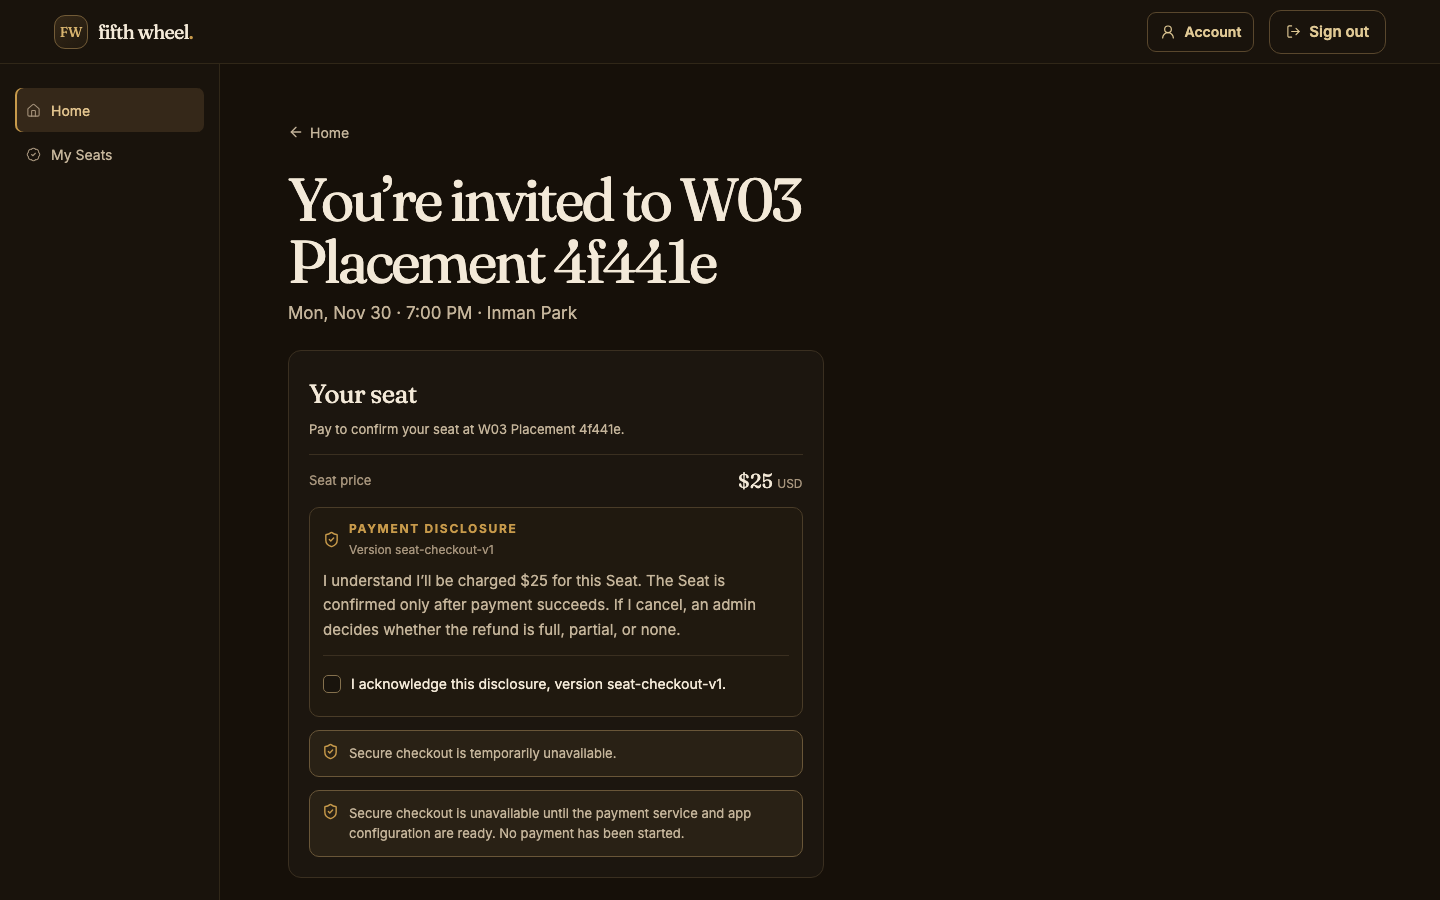 FW fifth wheel.
Account
Sign out
Home
My Seats
Home
You’re invited to W03
Placement 4f441e
Mon, Nov 30 · 7:00 PM · Inman Park
Your seat
Pay to confirm your seat at W03 Placement 4f441e.
Seat price
$25 USD
PAYMENT DISCLOSURE
Version seat-checkout-v1
I understand I’ll be charged $25 for this Seat. The Seat is
confirmed only after payment succeeds. If I cancel, an admin
decides whether the refund is full, partial, or none.
I acknowledge this disclosure, version seat-checkout-v1.
Secure checkout is temporarily unavailable.
Secure checkout is unavailable until the payment service and app
configuration are ready. No payment has been started.